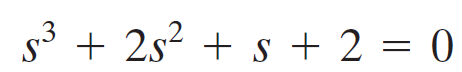 s³ + 2s² + s + 2 = 0